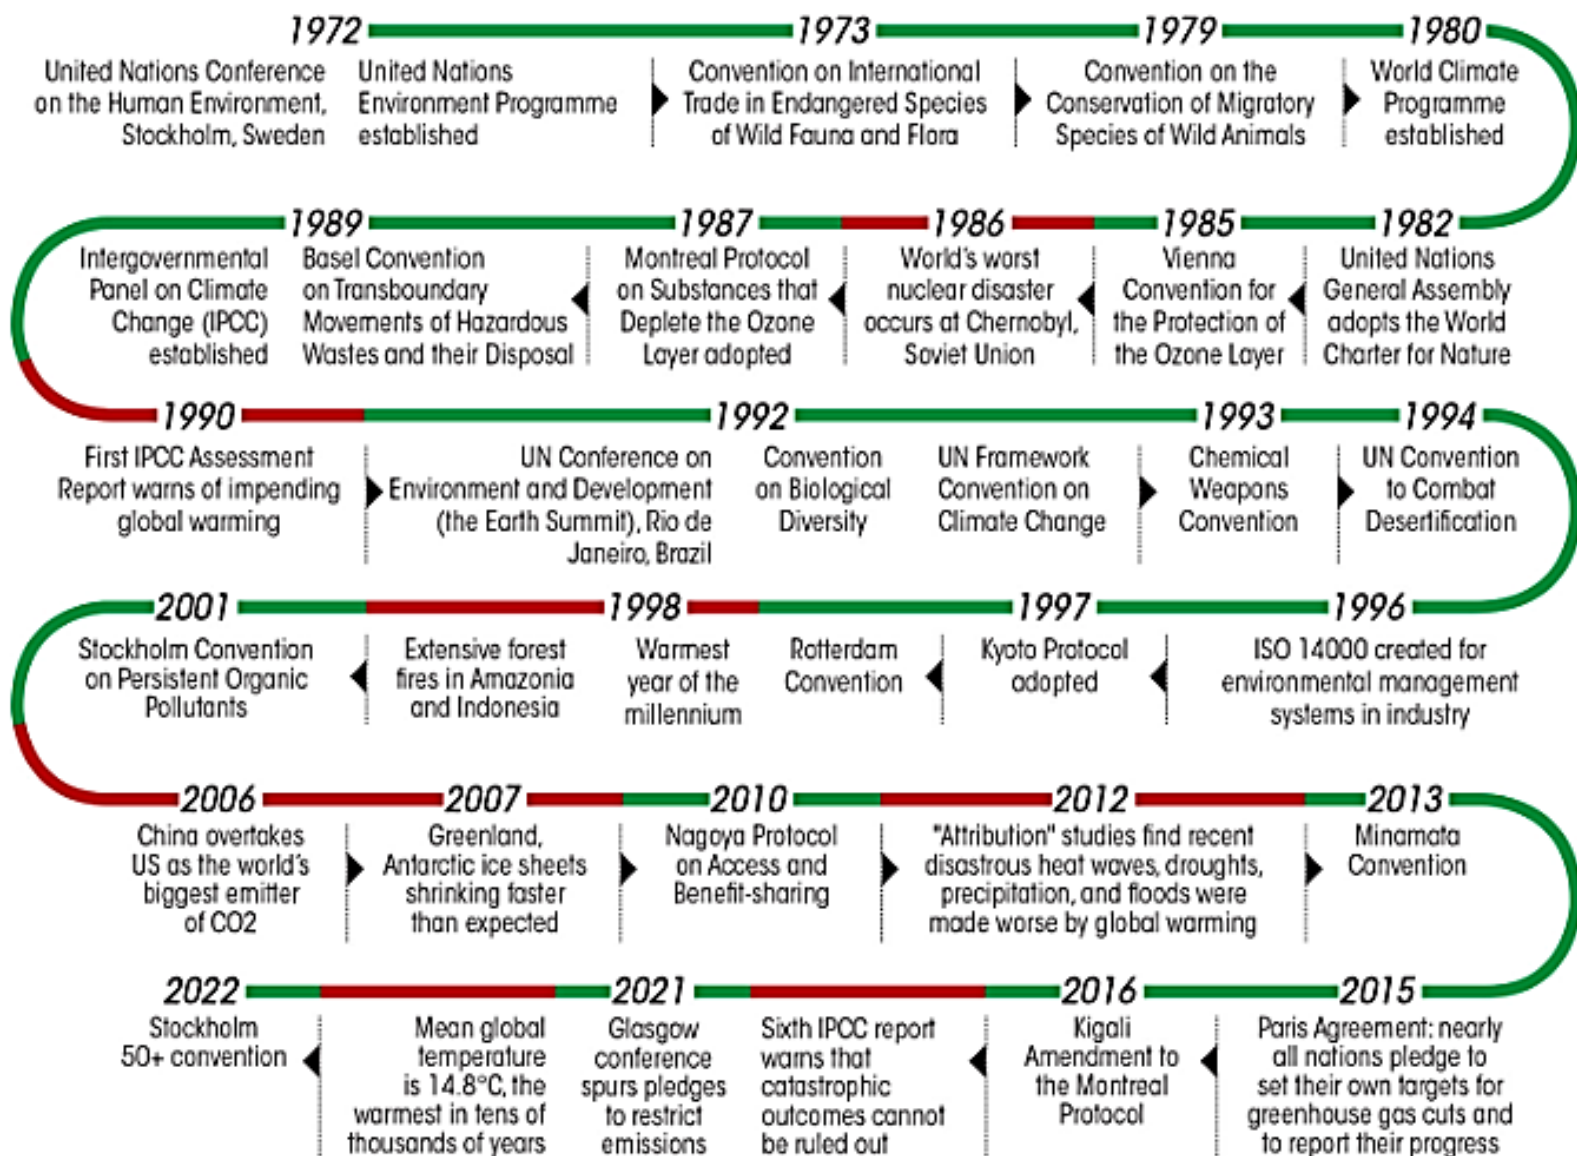 1972
United Nations Conference
on the Human Environment,
Stockholm, Sweden
United Nations
Environment Programme
established
1973
Convention on International
Trade in Endangered Species
of Wild Fauna and Flora
1979
Convention on the
Conservation of Migratory
Species of Wild Animals
1980
World Climate
Programme
established
1982
United Nations
General Assembly
adopts the World
Charter for Nature
1985
Vienna
Convention for
the Protection of
the Ozone Layer
1986
World's worst
nuclear disaster
occurs at Chernobyl,
Soviet Union
1987
Montreal Protocol
on Substances that
Deplete the Ozone
Layer adopted
1989
Basel Convention
on Transboundary
Movements of Hazardous
Wastes and their Disposal
Intergovernmental
Panel on Climate
Change (IPCC)
established
1990
First IPCC Assessment
Report warns of impending
global warming
1992
UN Conference on
Environment and Development
(the Earth Summit), Rio de
Janeiro, Brazil
Convention
on Biological
Diversity
UN Framework
Convention on
Climate Change
1993
Chemical
Weapons
Convention
1994
UN Convention
to Combat
Desertification
1996
ISO 14000 created for
environmental management
systems in industry
1997
Kyoto Protocol
adopted
1998
Rotterdam
Convention
Warmest
year of the
millennium
Extensive forest
fires in Amazonia
and Indonesia
2001
Stockholm Convention
on Persistent Organic
Pollutants
2006
China overtakes
US as the world's
biggest emitter
of CO2
2007
Greenland,
Antarctic ice sheets
shrinking faster
than expected
2010
Nagoya Protocol
on Access and
Benefit-sharing
2012
"Attribution" studies find recent
disastrous heat waves, droughts,
precipitation, and floods were
made worse by global warming
2013
Minamata
Convention
2015
Paris Agreement: nearly
all nations pledge to
set their own targets for
greenhouse gas cuts and
to report their progress
2016
Kigali
Amendment to
the Montreal
Protocol
2021
Sixth IPCC report
warns that
catastrophic
outcomes cannot
be ruled out
Glasgow
conference
spurs pledges
to restrict
emissions
Mean global
temperature
is 14.8°C, the
warmest in tens of
thousands of years
2022
Stockholm
50+ convention